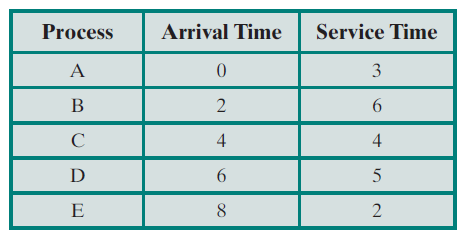 Process Arrival Time Service Time
A 0 3
B 2 6
C 4 4
D 6 5
E 8 2